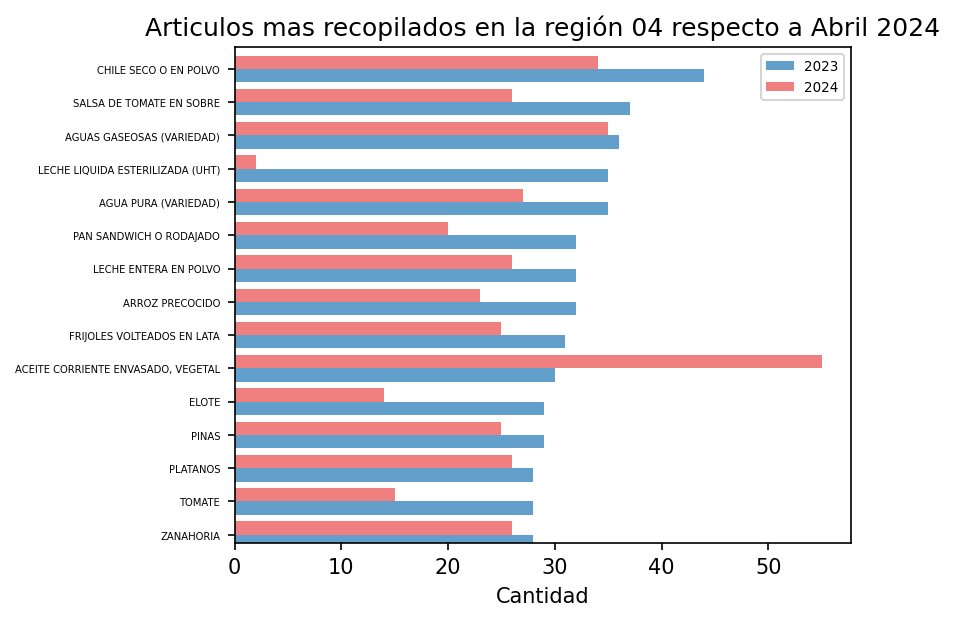 Articulos mas recopilados en la región 04 respecto a Abril 2024
2023
2024
CHILE SECO O EN POLVO
SALSA DE TOMATE EN SOBRE
AGUAS GASEOSAS (VARIEDAD)
LECHE LIQUIDA ESTERILIZADA (UHT)
AGUA PURA (VARIEDAD)
PAN SANDWICH O RODAJADO
LECHE ENTERA EN POLVO
ARROZ PRECOCIDO
FRIJOLES VOLTEADOS EN LATA
ACEITE CORRIENTE ENVASADO, VEGETAL
ELOTE
PINAS
PLATANOS
TOMATE
ZANAHORIA
0 10 20 30 40 50
Cantidad